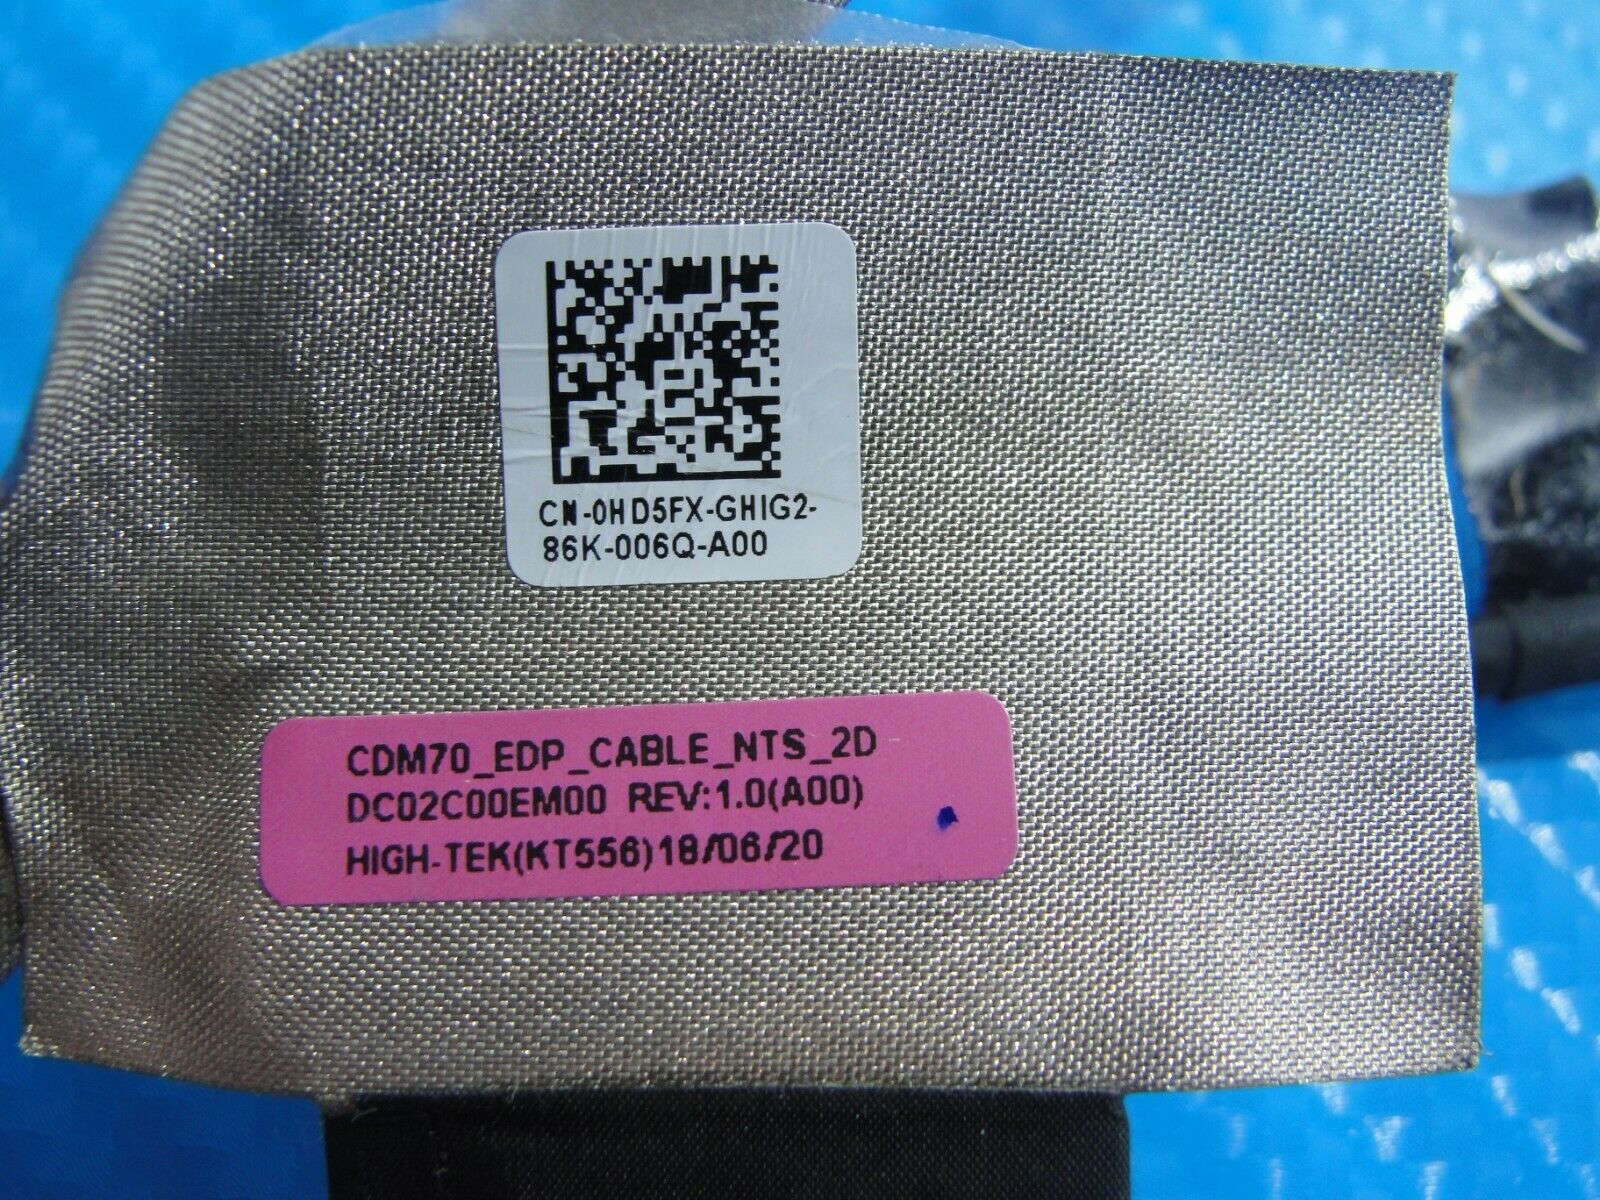 CN-0HD5FX-GHIG2-
86K-006Q-A00
CDM70_EDP_CABLE_NTS_2D
DC02C00EM00 REV:1.0(A00)
HIGH-TEK(KT556)18/06/20